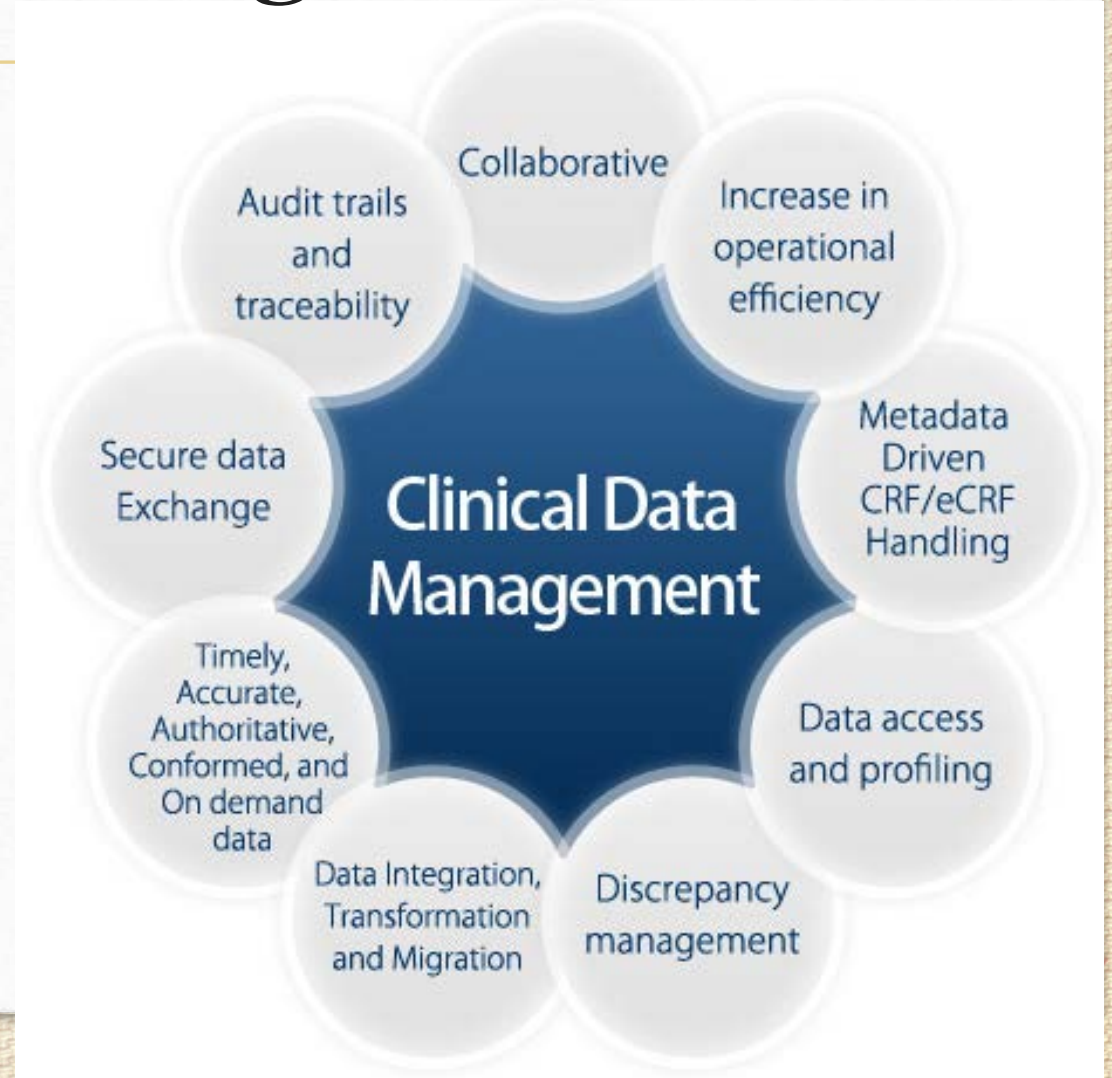 Collaborative
Increase in
operational
efficiency
Metadata
Driven
CRF/eCRF
Handling
Data access
and profiling
Discrepancy
management
Data Integration,
Transformation
and Migration
Timely,
Accurate,
Authoritative,
Conformed, and
On demand
data
Secure data
Exchange
Audit trails
and
traceability
Clinical Data
Management